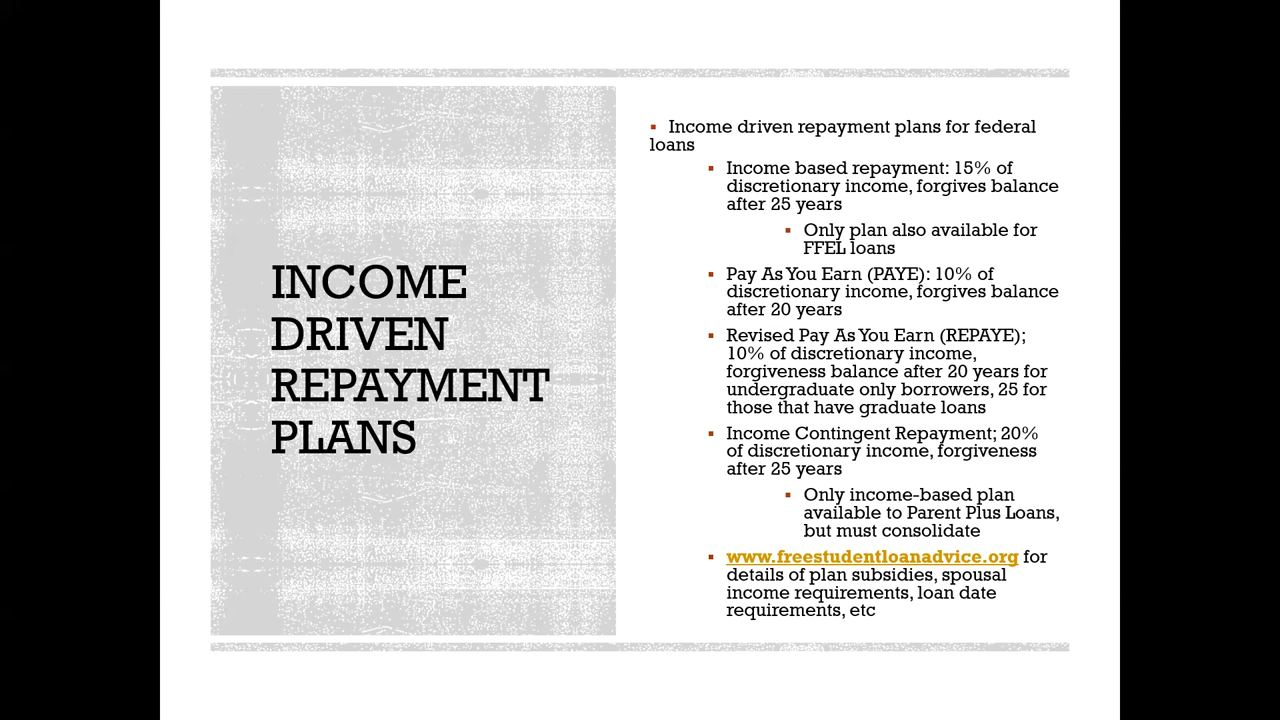 INCOME
DRIVEN
REPAYMENT
PLANS
▪ Income driven repayment plans for federal
loans
▪ Income based repayment: 15% of
discretionary income, forgives balance
after 25 years
▪ Only plan also available for
FFEL loans
▪ Pay As You Earn (PAYE): 10% of
discretionary income, forgives balance
after 20 years
▪ Revised Pay As You Earn (REPAYE);
10% of discretionary income,
forgiveness balance after 20 years for
undergraduate only borrowers, 25 for
those that have graduate loans
▪ Income Contingent Repayment; 20%
of discretionary income, forgiveness
after 25 years
▪ Only income-based plan
available to Parent Plus Loans,
but must consolidate
▪ www.freestudentloanadvice.org for
details of plan subsidies, spousal
income requirements, loan date
requirements, etc